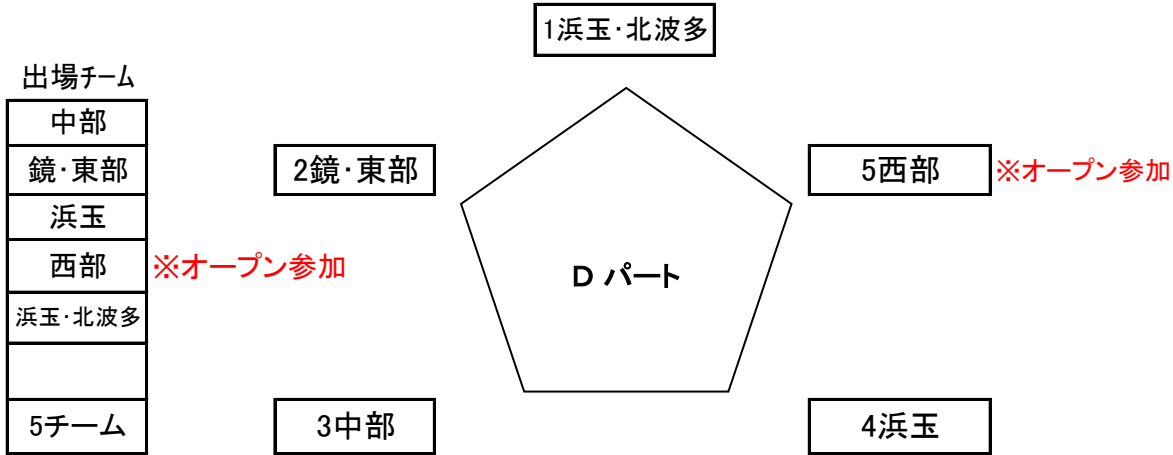 1浜玉・北波多
出場チーム
中部
鏡・東部
浜玉
西部 ※オープン参加
浜玉・北波多
5チーム
2鏡・東部
5西部 ※オープン参加
D パート
3中部
4浜玉